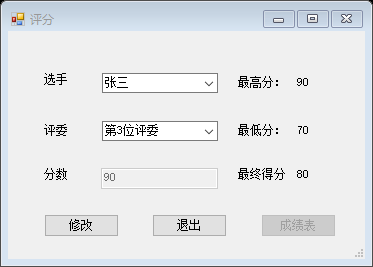 评分
选手 张三 最高分： 90
评委 第3位评委 最低分： 70
分数 90 最终得分 80
修改 退出 成绩表